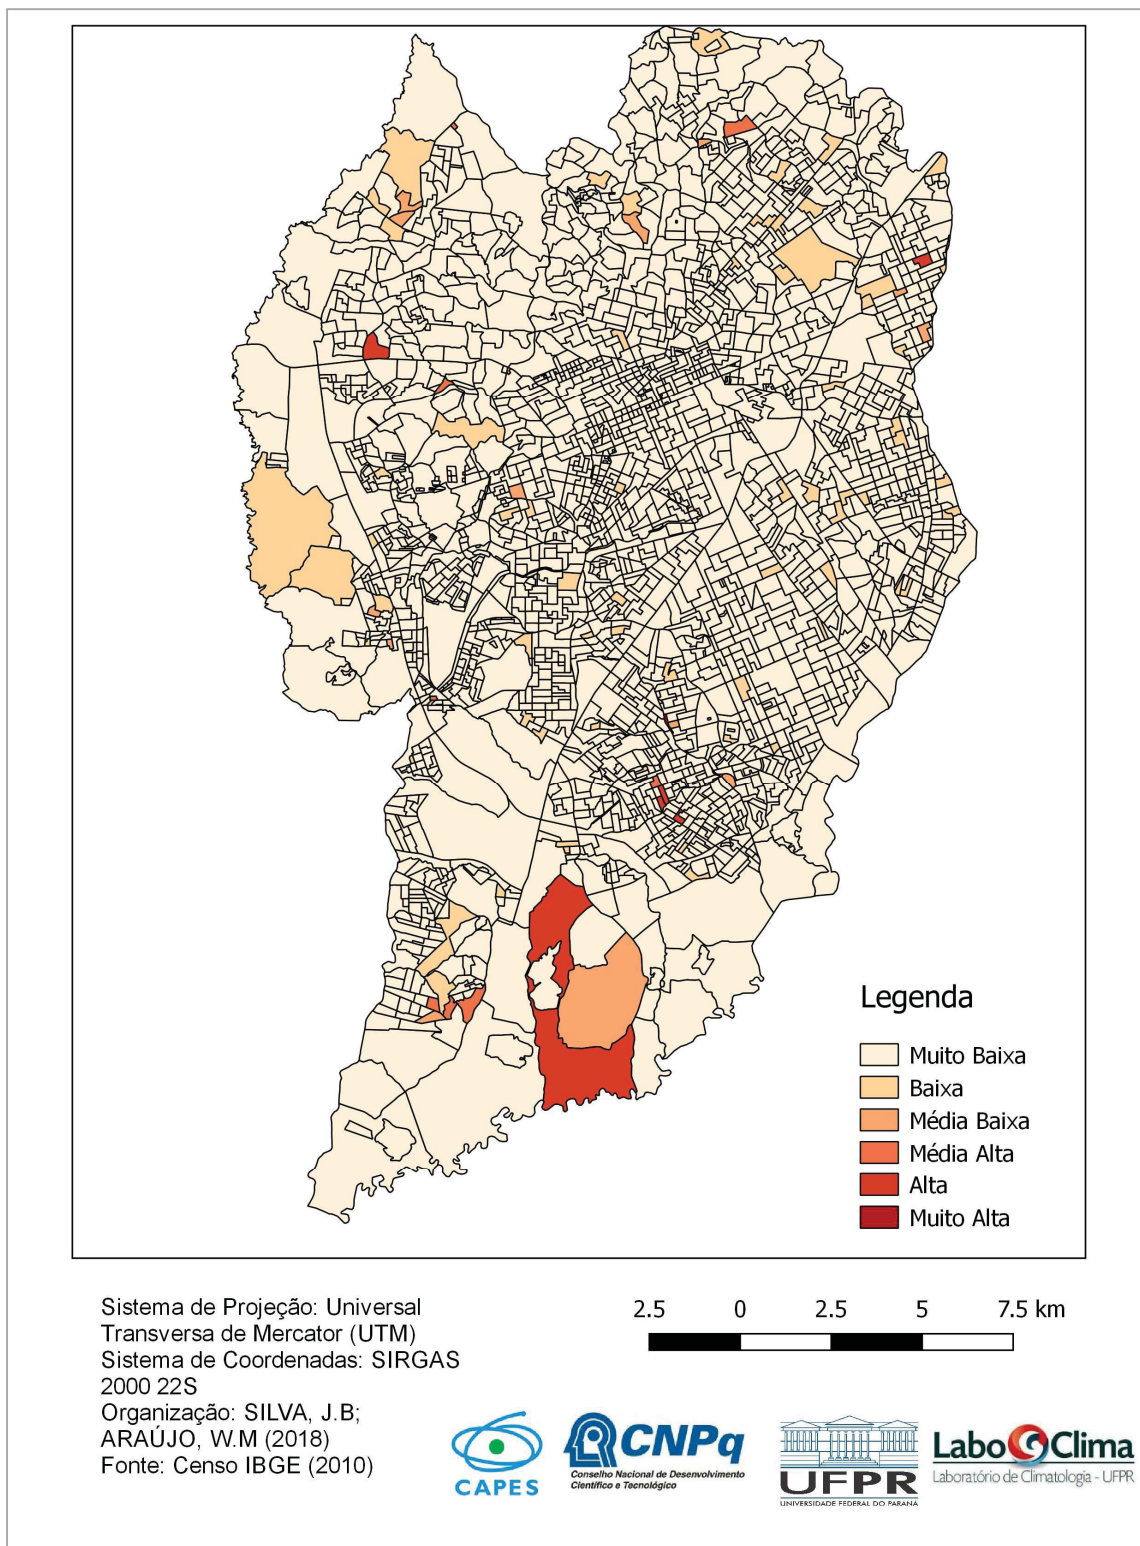 Legenda
Muito Baixa
Baixa
Média Baixa
Média Alta
Alta
Muito Alta
Sistema de Projeção: Universal
Transversa de Mercator (UTM)
Sistema de Coordenadas: SIRGAS
2000 22S
Organização: SILVA, J.B;
ARAÚJO, W.M (2018)
Fonte: Censo IBGE (2010)
2.5 0 2.5 5 7.5 km
CAPES
CNPq
Conselho Nacional de Desenvolvimento
Científico e Tecnológico
UFPR
UNIVERSIDADE FEDERAL DO PARANÁ
LaboClima
Laboratório de Climatologia - UFPR